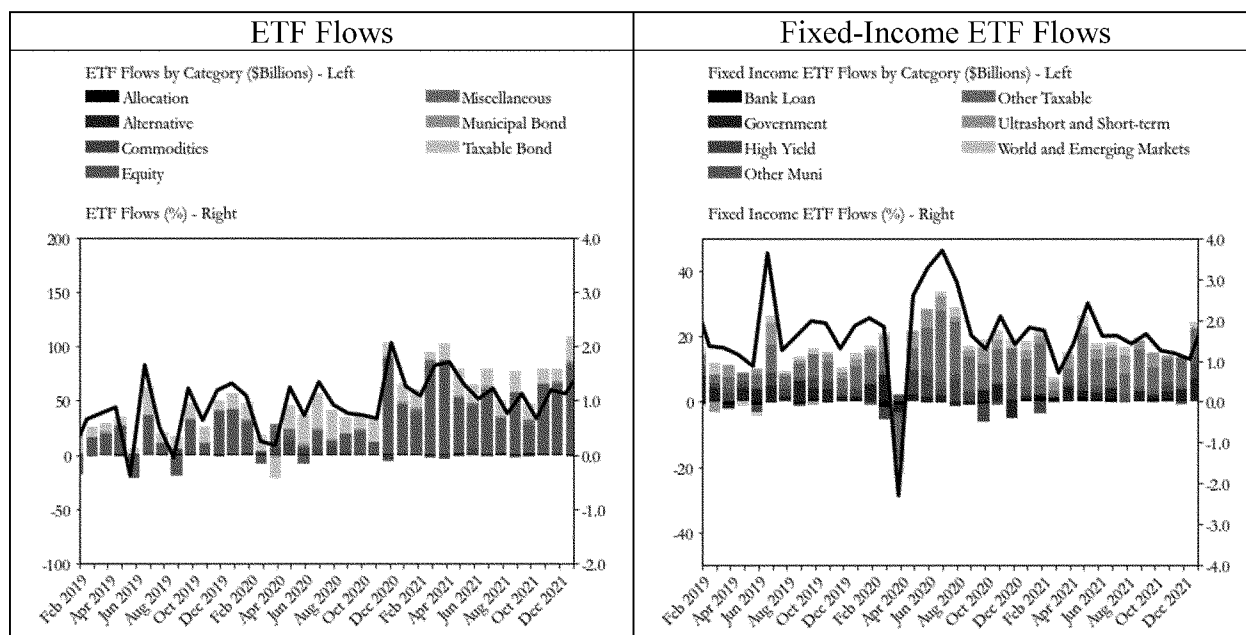 ETF Flows
ETF Flows by Category ($Billions) - Left
Allocation
Miscellaneous
Alternative
Municipal Bond
Commodities
Taxable Bond
Equity
ETF Flows (%) - Right
200
150
100
50
0
-50
-100
4.0
3.0
2.0
1.0
0.0
-1.0
-2.0
Feb 2019
Apr 2019
Jun 2019
Aug 2019
Oct 2019
Dec 2019
Feb 2020
Apr 2020
Jun 2020
Aug 2020
Oct 2020
Dec 2020
Feb 2021
Apr 2021
Jun 2021
Aug 2021
Oct 2021
Dec 2021
Fixed-Income ETF Flows
Fixed Income ETF Flows by Category ($Billions) - Left
Bank Loan
Other Taxable
Government
Ultrashort and Short-term
High Yield
World and Emerging Markets
Other Muni
Fixed Income ETF Flows (%) - Right
40
20
0
-20
-40
4.0
3.0
2.0
1.0
0.0
-1.0
-2.0
-3.0
-4.0
Feb 2019
Apr 2019
Jun 2019
Aug 2019
Oct 2019
Dec 2019
Feb 2020
Apr 2020
Jun 2020
Aug 2020
Oct 2020
Dec 2020
Feb 2021
Apr 2021
Jun 2021
Aug 2021
Oct 2021
Dec 2021